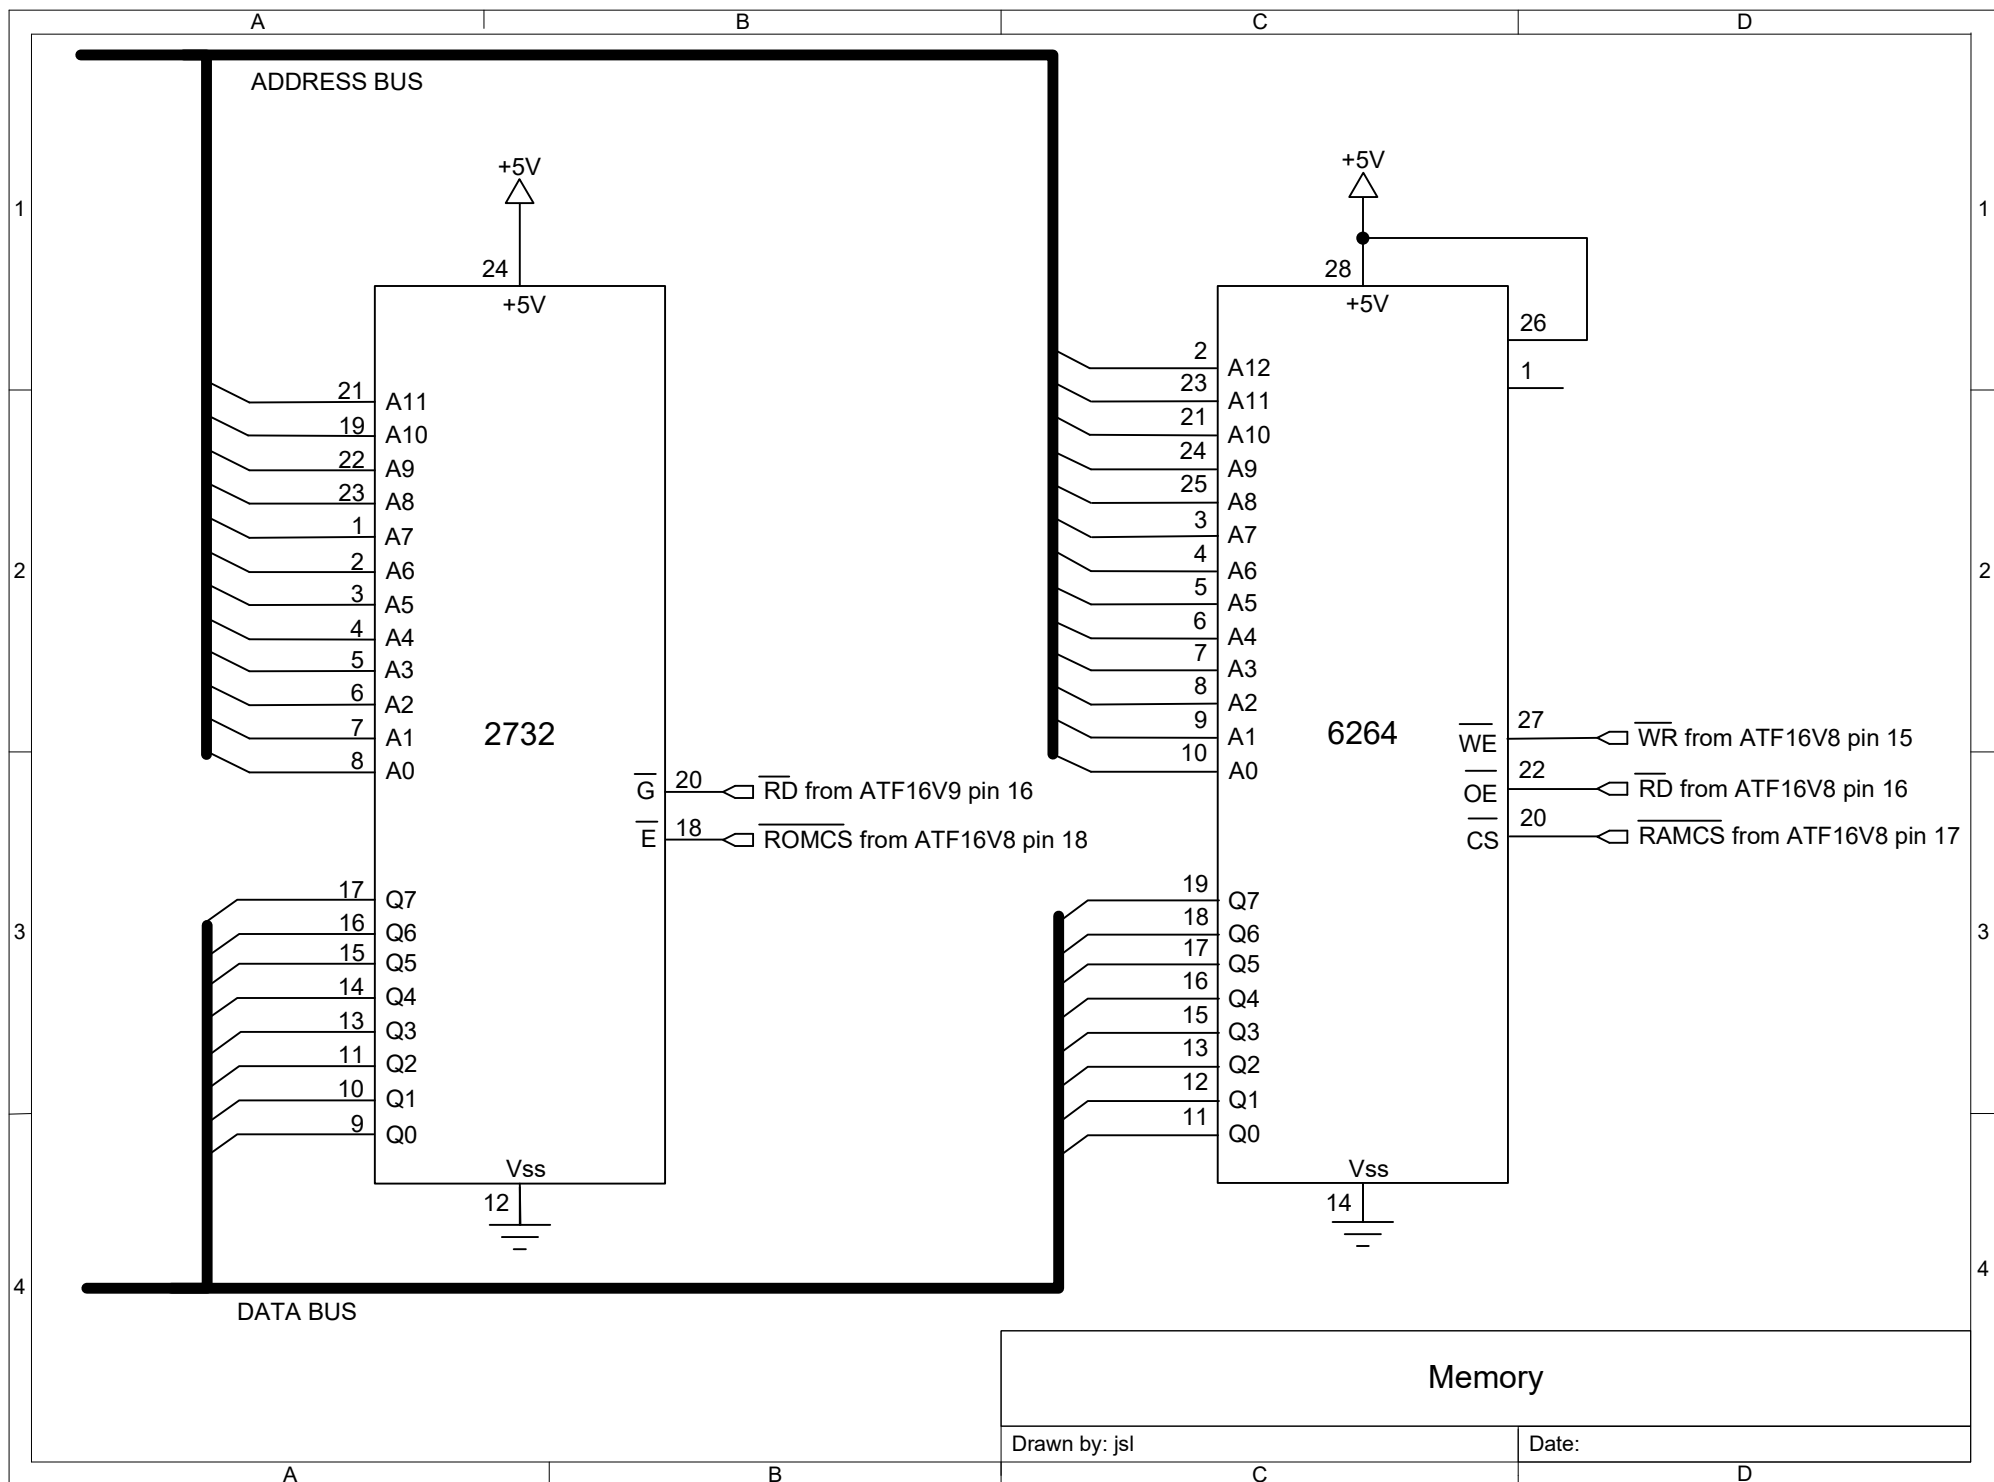 A B C D
ADDRESS BUS
+5V +5V
1 1
24 28
+5V +5V
26
2 A12 1
21 A11 23 A11
19 A10 21 A10
22 A9 24 A9
23 A8 25 A8
1 A7 3 A7
2 2 A6 4 A6 2
3 A5 5 A5
4 A4 6 A4
5 A3 7 A3
6 A2 8 A2
7 A1 2732 9 A1 6264 WE 27 WR from ATF16V8 pin 15
8 A0 G 20 RD from ATF16V9 pin 16 10 A0 OE 22 RD from ATF16V8 pin 16
E 18 ROMCS from ATF16V8 pin 18 CS 20 RAMCS from ATF16V8 pin 17
17 Q7 19 Q7
3 16 Q6 18 Q6 3
15 Q5 17 Q5
14 Q4 16 Q4
13 Q3 15 Q3
11 Q2 13 Q2
10 Q1 12 Q1
9 Q0 11 Q0
Vss Vss
12 14
4 4
DATA BUS
Memory
Drawn by: jsl Date:
A B C D